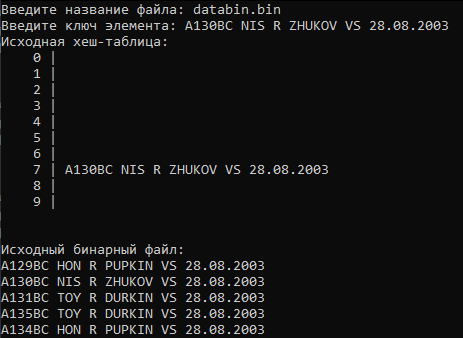 Введите название файла: databin.bin
Введите ключ элемента: A130BC NIS R ZHUKOV VS 28.08.2003
Исходная хеш-таблица:
0 |
1 |
2 |
3 |
4 |
5 |
6 |
7 | A130BC NIS R ZHUKOV VS 28.08.2003
8 |
9 |
Исходный бинарный файл:
A129BC HON R PUPKIN VS 28.08.2003
A130BC NIS R ZHUKOV VS 28.08.2003
A131BC TOY R DURKIN VS 28.08.2003
A135BC TOY R DURKIN VS 28.08.2003
A134BC HON R PUPKIN VS 28.08.2003